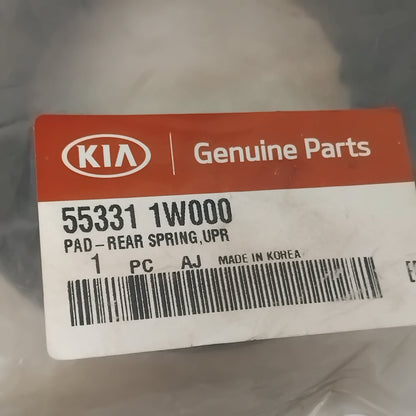 KIA Genuine Parts
55331 1W000
PAD-REAR SPRING,UPR
1 PC AJ MADE IN KOREA